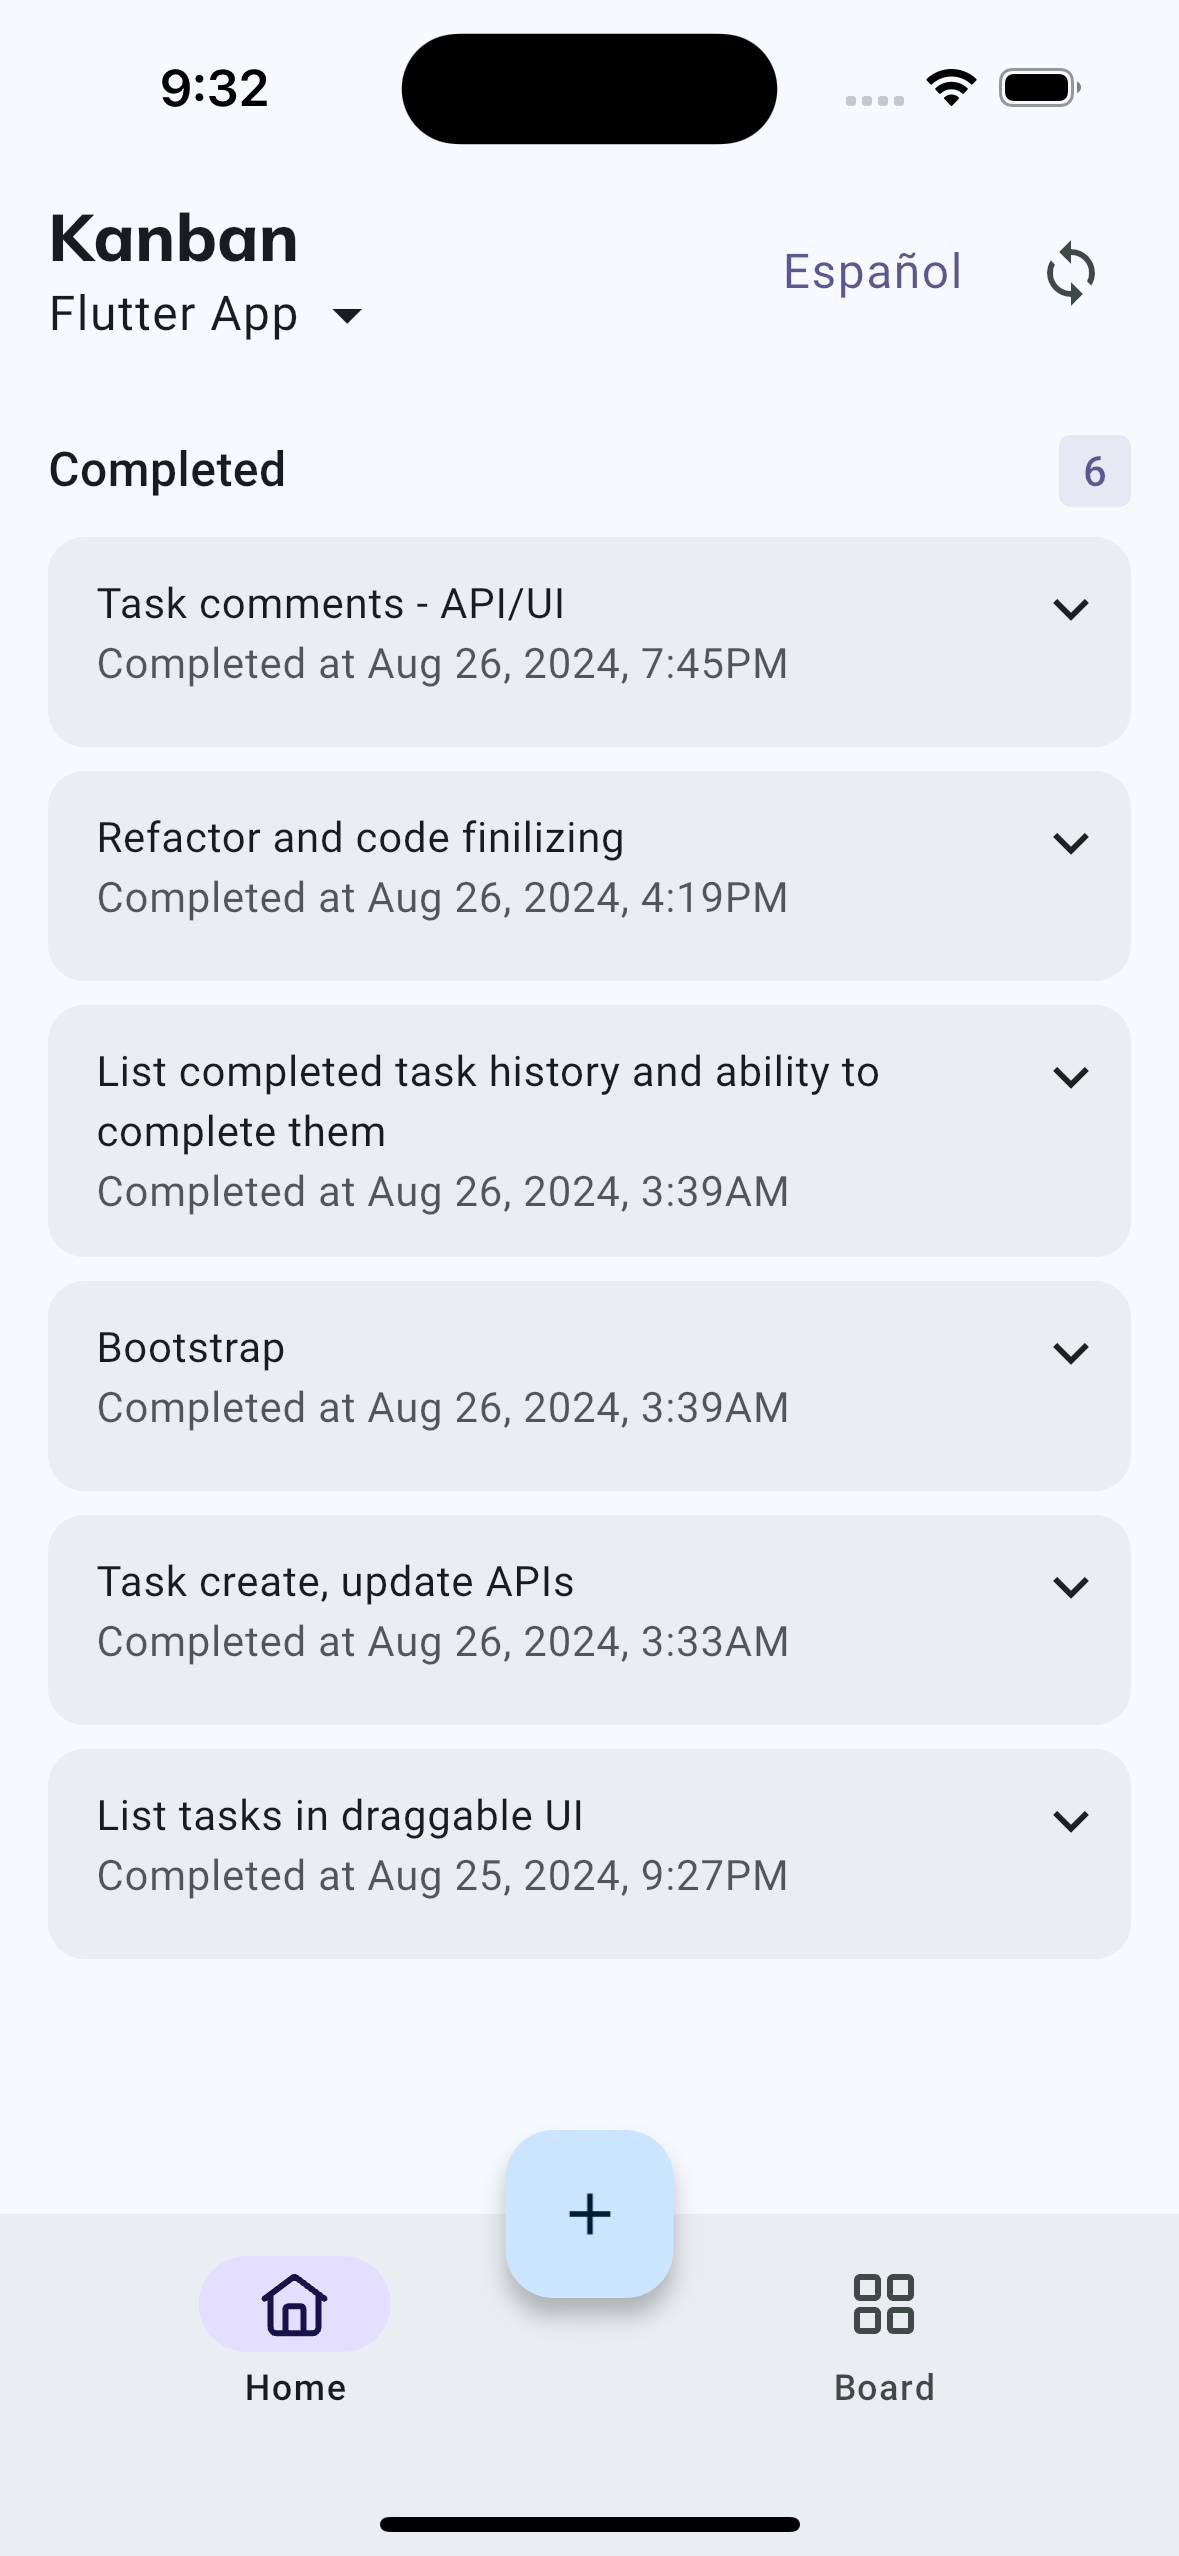 9:32
Kanban
Flutter App
Español
Completed
6
Task comments - API/UI
Completed at Aug 26, 2024, 7:45PM
Refactor and code finilizing
Completed at Aug 26, 2024, 4:19PM
List completed task history and ability to
complete them
Completed at Aug 26, 2024, 3:39AM
Bootstrap
Completed at Aug 26, 2024, 3:39AM
Task create, update APIs
Completed at Aug 26, 2024, 3:33AM
List tasks in draggable UI
Completed at Aug 25, 2024, 9:27PM
Home
Board